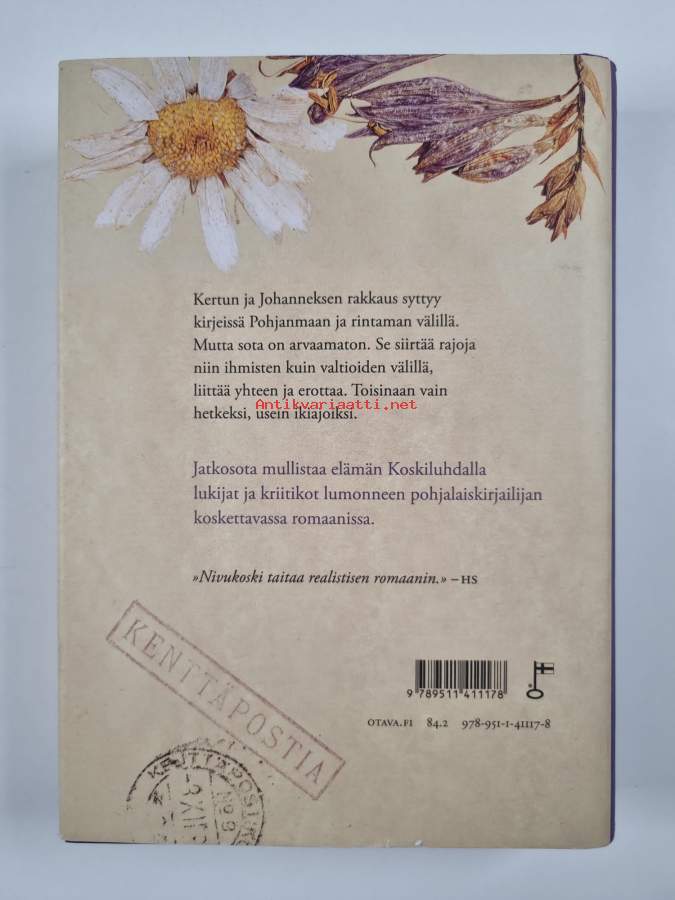 Kertun ja Johanneksen rakkaus syttyy
kirjeissä Pohjanmaan ja rintaman välillä.
Mutta sota on arvaamaton. Se siirtää rajoja
niin ihmisten kuin valtioiden välillä,
liittää yhteen ja erottaa. Toisinaan vain
Antikvariaatti.net
hetkeksi, usein ikiajoiksi.
Jatkosota mullistaa elämän Koskiluhdalla
lukijat ja kriitikot lumonneen pohjalaiskirjailijan
koskettavassa romaanissa.
»Nivukoski taitaa realistisen romaanin.» – HS
KENTTÄPOSTIA
9 789511 411178
OTAVA.FI 84.2 978-951-1-41117-8
No 9